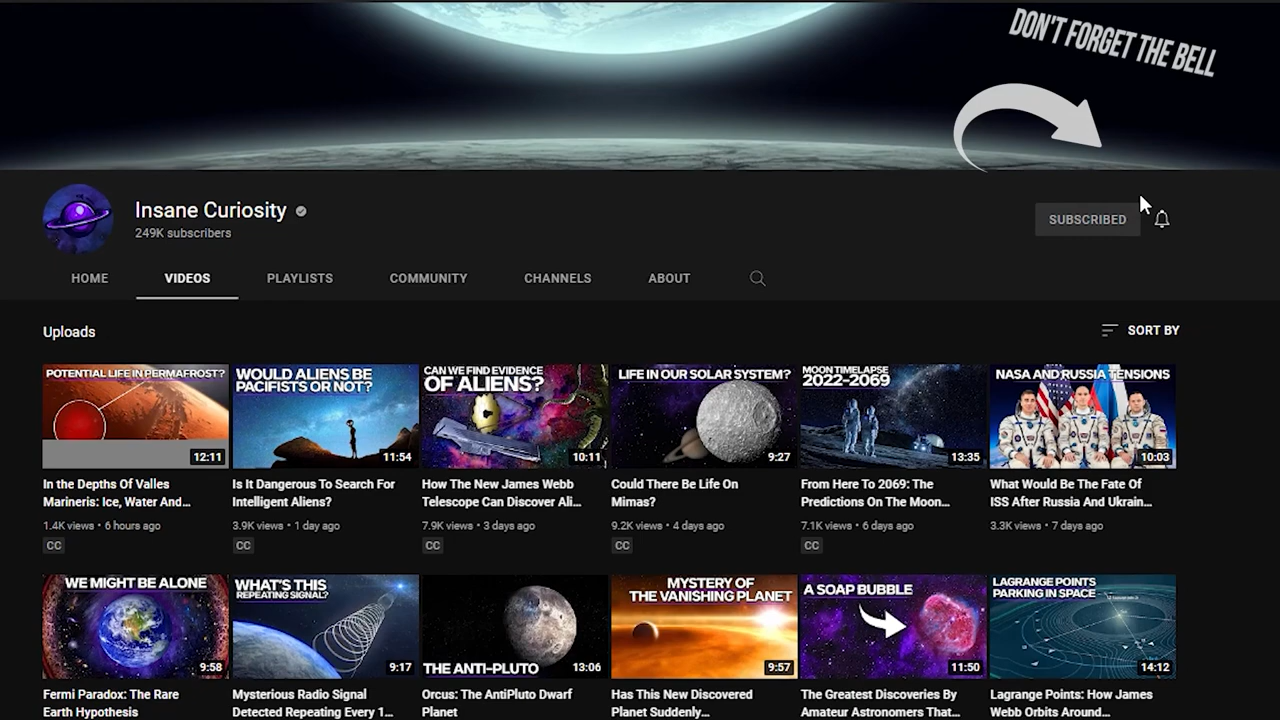 DON'T FORGET THE BELL
Insane Curiosity
249K subscribers
SUBSCRIBED
HOME VIDEOS PLAYLISTS COMMUNITY CHANNELS ABOUT
Uploads
SORT BY
POTENTIAL LIFE IN PERMAFROST?
12:11
WOULD ALIENS BE
PACIFISTS OR NOT?
11:54
CAN WE FIND EVIDENCE
OF ALIENS?
10:11
LIFE IN OUR SOLAR SYSTEM?
9:27
MOON TIMELAPSE
2022-2069
13:35
NASA AND RUSSIA TENSIONS
10:03
In the Depths Of Valles
Marineris: Ice, Water And...
1.4K views • 6 hours ago
CC
Is It Dangerous To Search For
Intelligent Aliens?
3.9K views • 1 day ago
CC
How The New James Webb
Telescope Can Discover Ali...
7.9K views • 3 days ago
CC
Could There Be Life On
Mimas?
9.2K views • 4 days ago
CC
From Here To 2069: The
Predictions On The Moon...
7.1K views • 6 days ago
CC
What Would Be The Fate Of
ISS After Russia And Ukrain...
3.3K views • 7 days ago
WE MIGHT BE ALONE
9:58
WHAT'S THIS
REPEATING SIGNAL?
9:17
THE ANTI-PLUTO
13:06
MYSTERY OF
THE VANISHING PLANET
9:57
A SOAP BUBBLE
11:50
LAGRANGE POINTS
PARKING IN SPACE
14:12
Fermi Paradox: The Rare
Earth Hypothesis
Mysterious Radio Signal
Detected Repeating Every 1...
Orcus: The AntiPluto Dwarf
Planet
Has This New Discovered
Planet Suddenly...
The Greatest Discoveries By
Amateur Astronomers That...
Lagrange Points: How James
Webb Orbits Around...